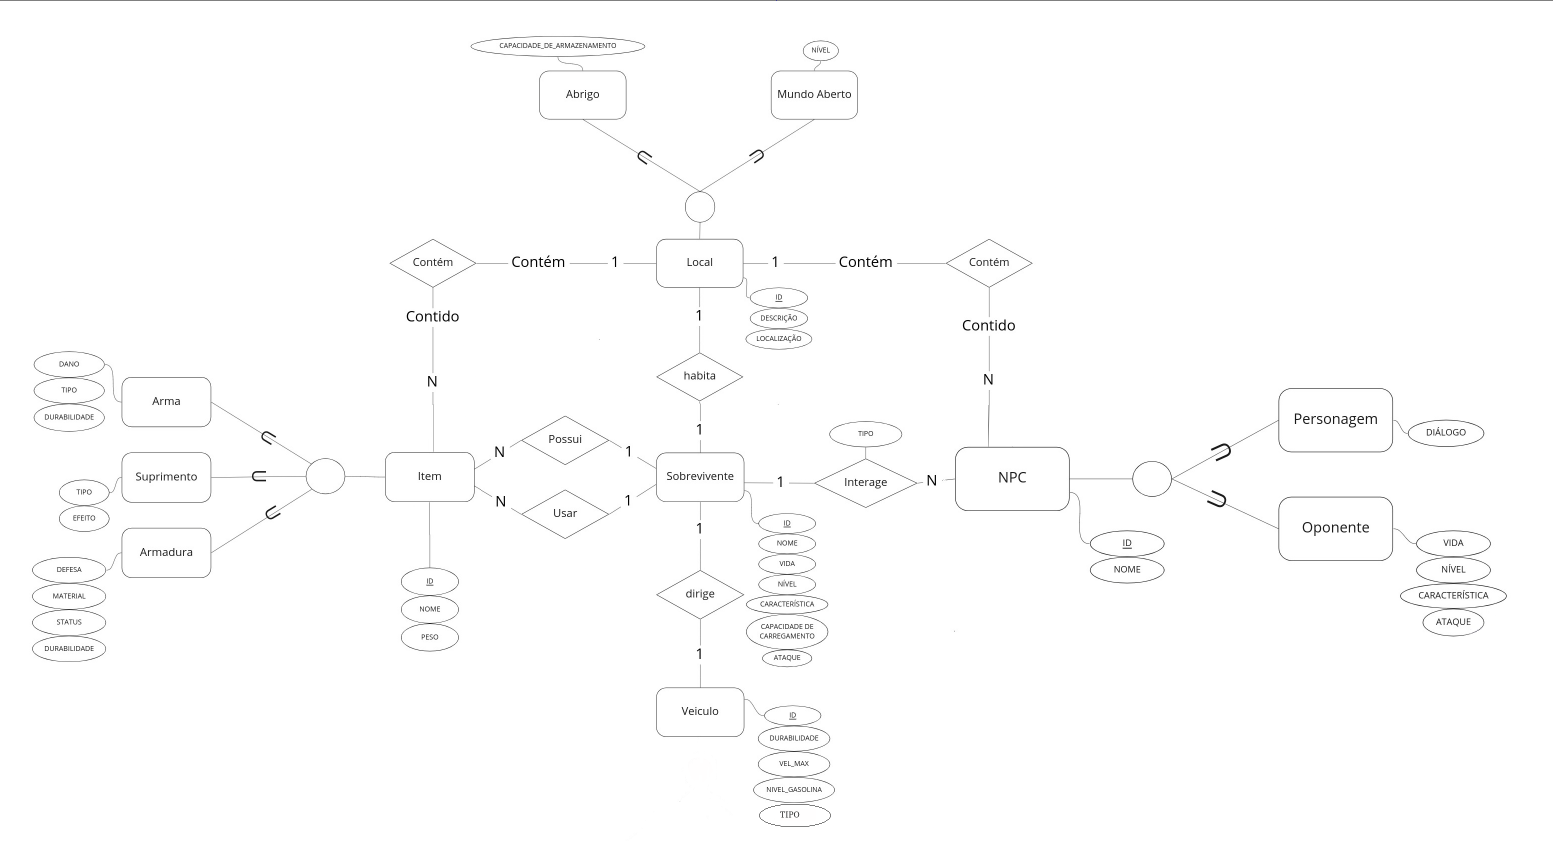 CAPACIDADE_DE_ARMAZENAMENTO
NÍVEL
Abrigo
Mundo Aberto
Contém
Contém
1
Local
1
Contém
Contém
ID
DESCRIÇÃO
LOCALIZAÇÃO
Contido
1
Contido
habita
N
N
1
DANO
TIPO
DURABILIDADE
Arma
Personagem
DIÁLOGO
TIPO
Possui
N
1
Suprimento
TIPO
EFEITO
Item
Sobrevivente
1
Interage
N
NPC
N
Usar
1
Armadura
DEFESA
MATERIAL
STATUS
DURABILIDADE
Oponente
VIDA
NÍVEL
CARACTERÍSTICA
ATAQUE
ID
NOME
ID
NOME
PESO
1
ID
NOME
VIDA
NÍVEL
CARACTERÍSTICA
CAPACIDADE DE
CARREGAMENTO
ATAQUE
dirige
1
Veiculo
ID
DURABILIDADE
VEL_MAX
NIVEL_GASOLINA
TIPO